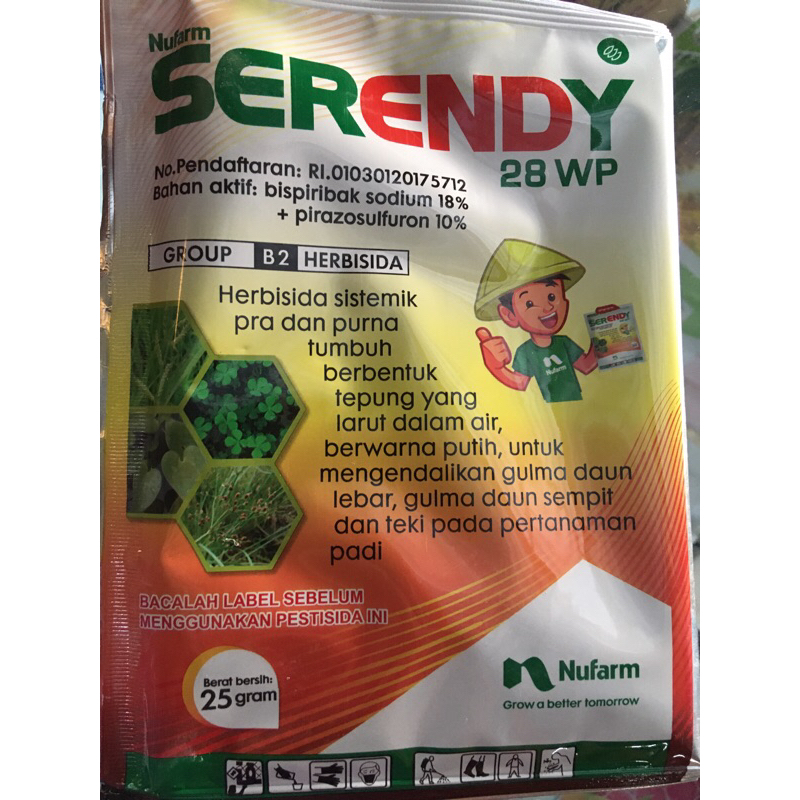 Nufarm
SERENDY
28 WP
No.Pendaftaran: RI.01030120175712
Bahan aktif: bispiribak sodium 18%
+ pirazosulfuron 10%
GROUP B2 HERBISIDA
Herbisida sistemik
pra dan purna
tumbuh
berbentuk
tepung yang
larut dalam air,
berwarna putih, untuk
mengendalikan gulma daun
lebar, gulma daun sempit
dan teki pada pertanaman
padi
SERENDY
Nufarm
BACALAH LABEL SEBELUM
MENGGUNAKAN PESTISIDA INI
Berat bersih:
25 gram
Nufarm
Grow a better tomorrow